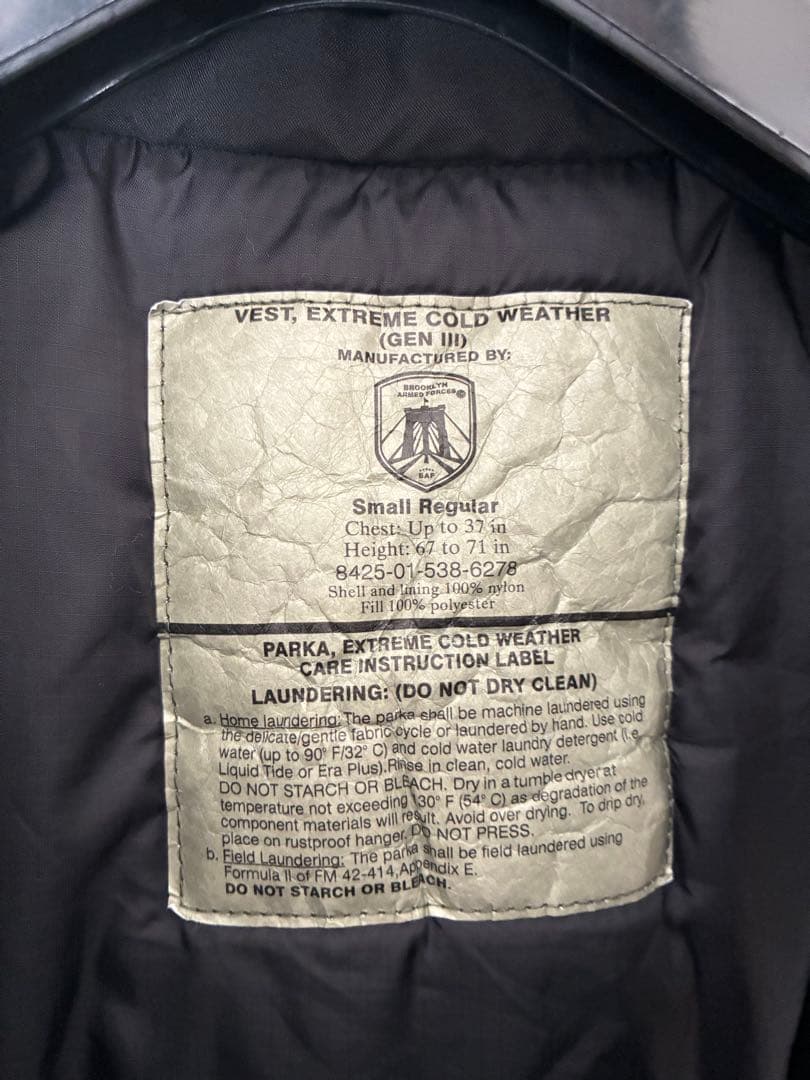 VEST, EXTREME COLD WEATHER
(GEN III)
MANUFACTURED BY:
BROOKLYN
ARMED FORCES
BAF
Small Regular
Chest: Up to 37 in
Height: 67 to 71 in
8425-01-538-6278
Shell and lining 100% nylon
Fill 100% polyester
PARKA, EXTREME COLD WEATHER
CARE INSTRUCTION LABEL
LAUNDERING: (DO NOT DRY CLEAN)
a. Home laundering: The parka shall be machine laundered using
the delicate/gentle fabric cycle or laundered by hand. Use cold
water (up to 90° F/32° C) and cold water laundry detergent (i.e.
Liquid Tide or Era Plus). Rinse in clean, cold water.
DO NOT STARCH OR BLEACH. Dry in a tumble dryer at
temperature not exceeding 130° F (54° C) as degradation of the
component materials will result. Avoid over drying. To drip dry,
place on rustproof hanger. DO NOT PRESS.
b. Field Laundering: The parka shall be field laundered using
Formula II of FM 42-414, Appendix E.
DO NOT STARCH OR BLEACH.